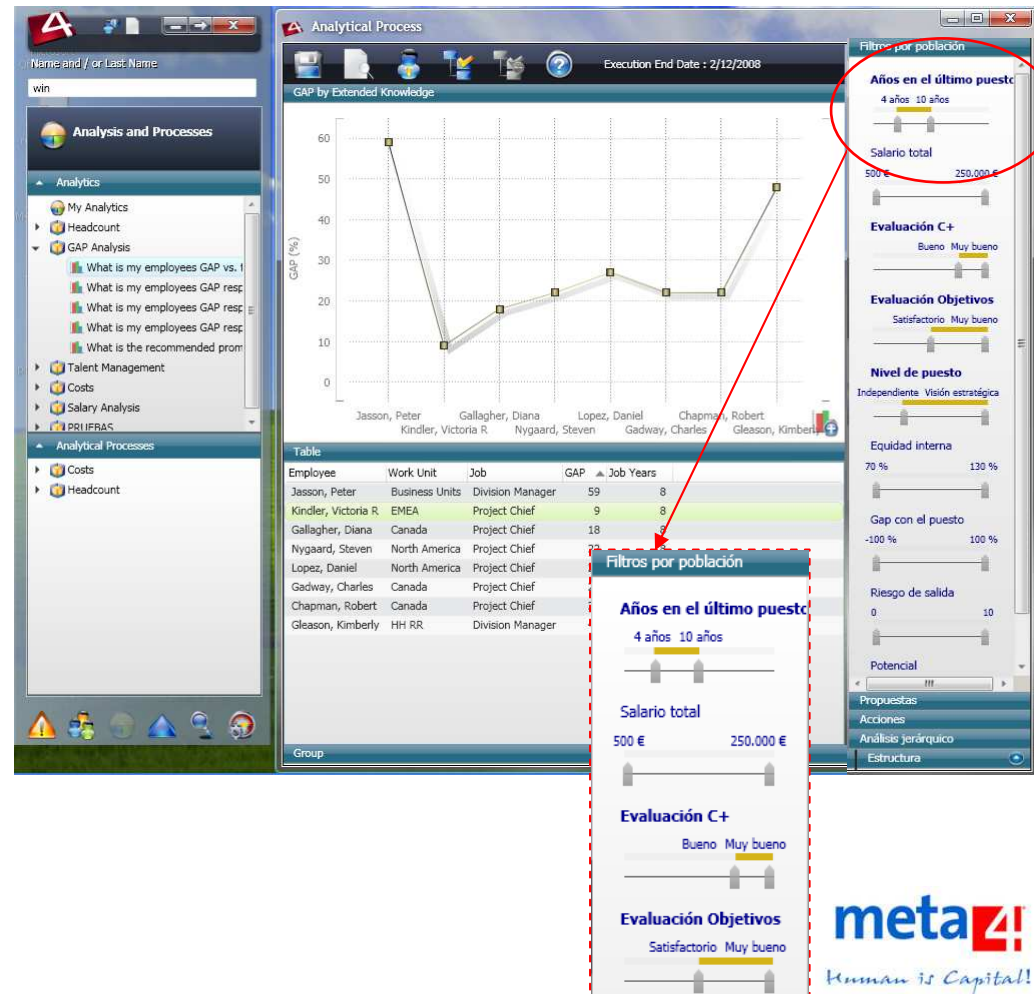 Name and / or Last Name
win
Analysis and Processes
Analytics
My Analytics
Headcount
GAP Analysis
What is my employees GAP vs.
What is my employees GAP resp
What is my employees GAP resp
What is my employees GAP resp
What is the recommended prom
Talent Management
Costs
Salary Analysis
PRUEBAS
Analytical Processes
Costs
Headcount
Analytical Process
Execution End Date : 2/12/2008
GAP by Extended Knowledge
GAP (%)
60
50
40
30
20
10
0
Jasson, Peter Gallagher, Diana Lopez, Daniel Chapman, Robert
Kindler, Victoria R Nygaard, Steven Gadway, Charles Gleason, Kimberly
Table
Employee Work Unit Job GAP Job Years
Jasson, Peter Business Units Division Manager 59 8
Kindler, Victoria R EMEA Project Chief 9 8
Gallagher, Diana Canada Project Chief 18 8
Nygaard, Steven North America Project Chief
Lopez, Daniel North America Project Chief
Gadway, Charles Canada Project Chief
Chapman, Robert Canada Project Chief
Gleason, Kimberly HH RR Division Manager
Group
Filtros por población
Años en el último puesto
4 años 10 años
Salario total
500 € 250.000 €
Evaluación C+
Bueno Muy bueno
Evaluación Objetivos
Satisfactorio Muy bueno
Nivel de puesto
Independiente Visión estratégica
Equidad interna
70 % 130 %
Gap con el puesto
-100 % 100 %
Riesgo de salida
0 10
Potencial
Propuestas
Acciones
Análisis jerárquico
Estructura
Filtros por población
Años en el último puesto
4 años 10 años
Salario total
500 € 250.000 €
Evaluación C+
Bueno Muy bueno
Evaluación Objetivos
Satisfactorio Muy bueno
meta4!
Human is Capital!